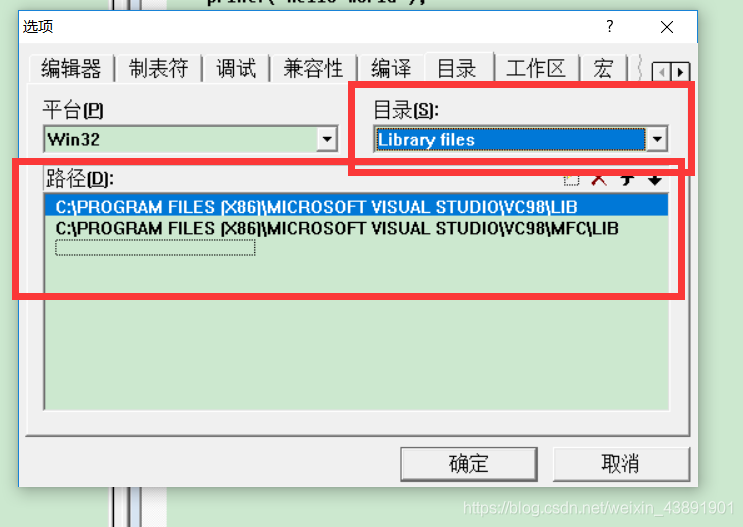 选项 ?
编辑器 制表符 调试 兼容性 编译 目录 工作区 宏
平台(P)
目录(S):
Win32
Library files
路径(D):
C:\PROGRAM FILES (X86)\MICROSOFT VISUAL STUDIO\VC98\LIB
C:\PROGRAM FILES (X86)\MICROSOFT VISUAL STUDIO\VC98\MFC\LIB
确定 取消
https://blog.csdn.net/weixin_43891901